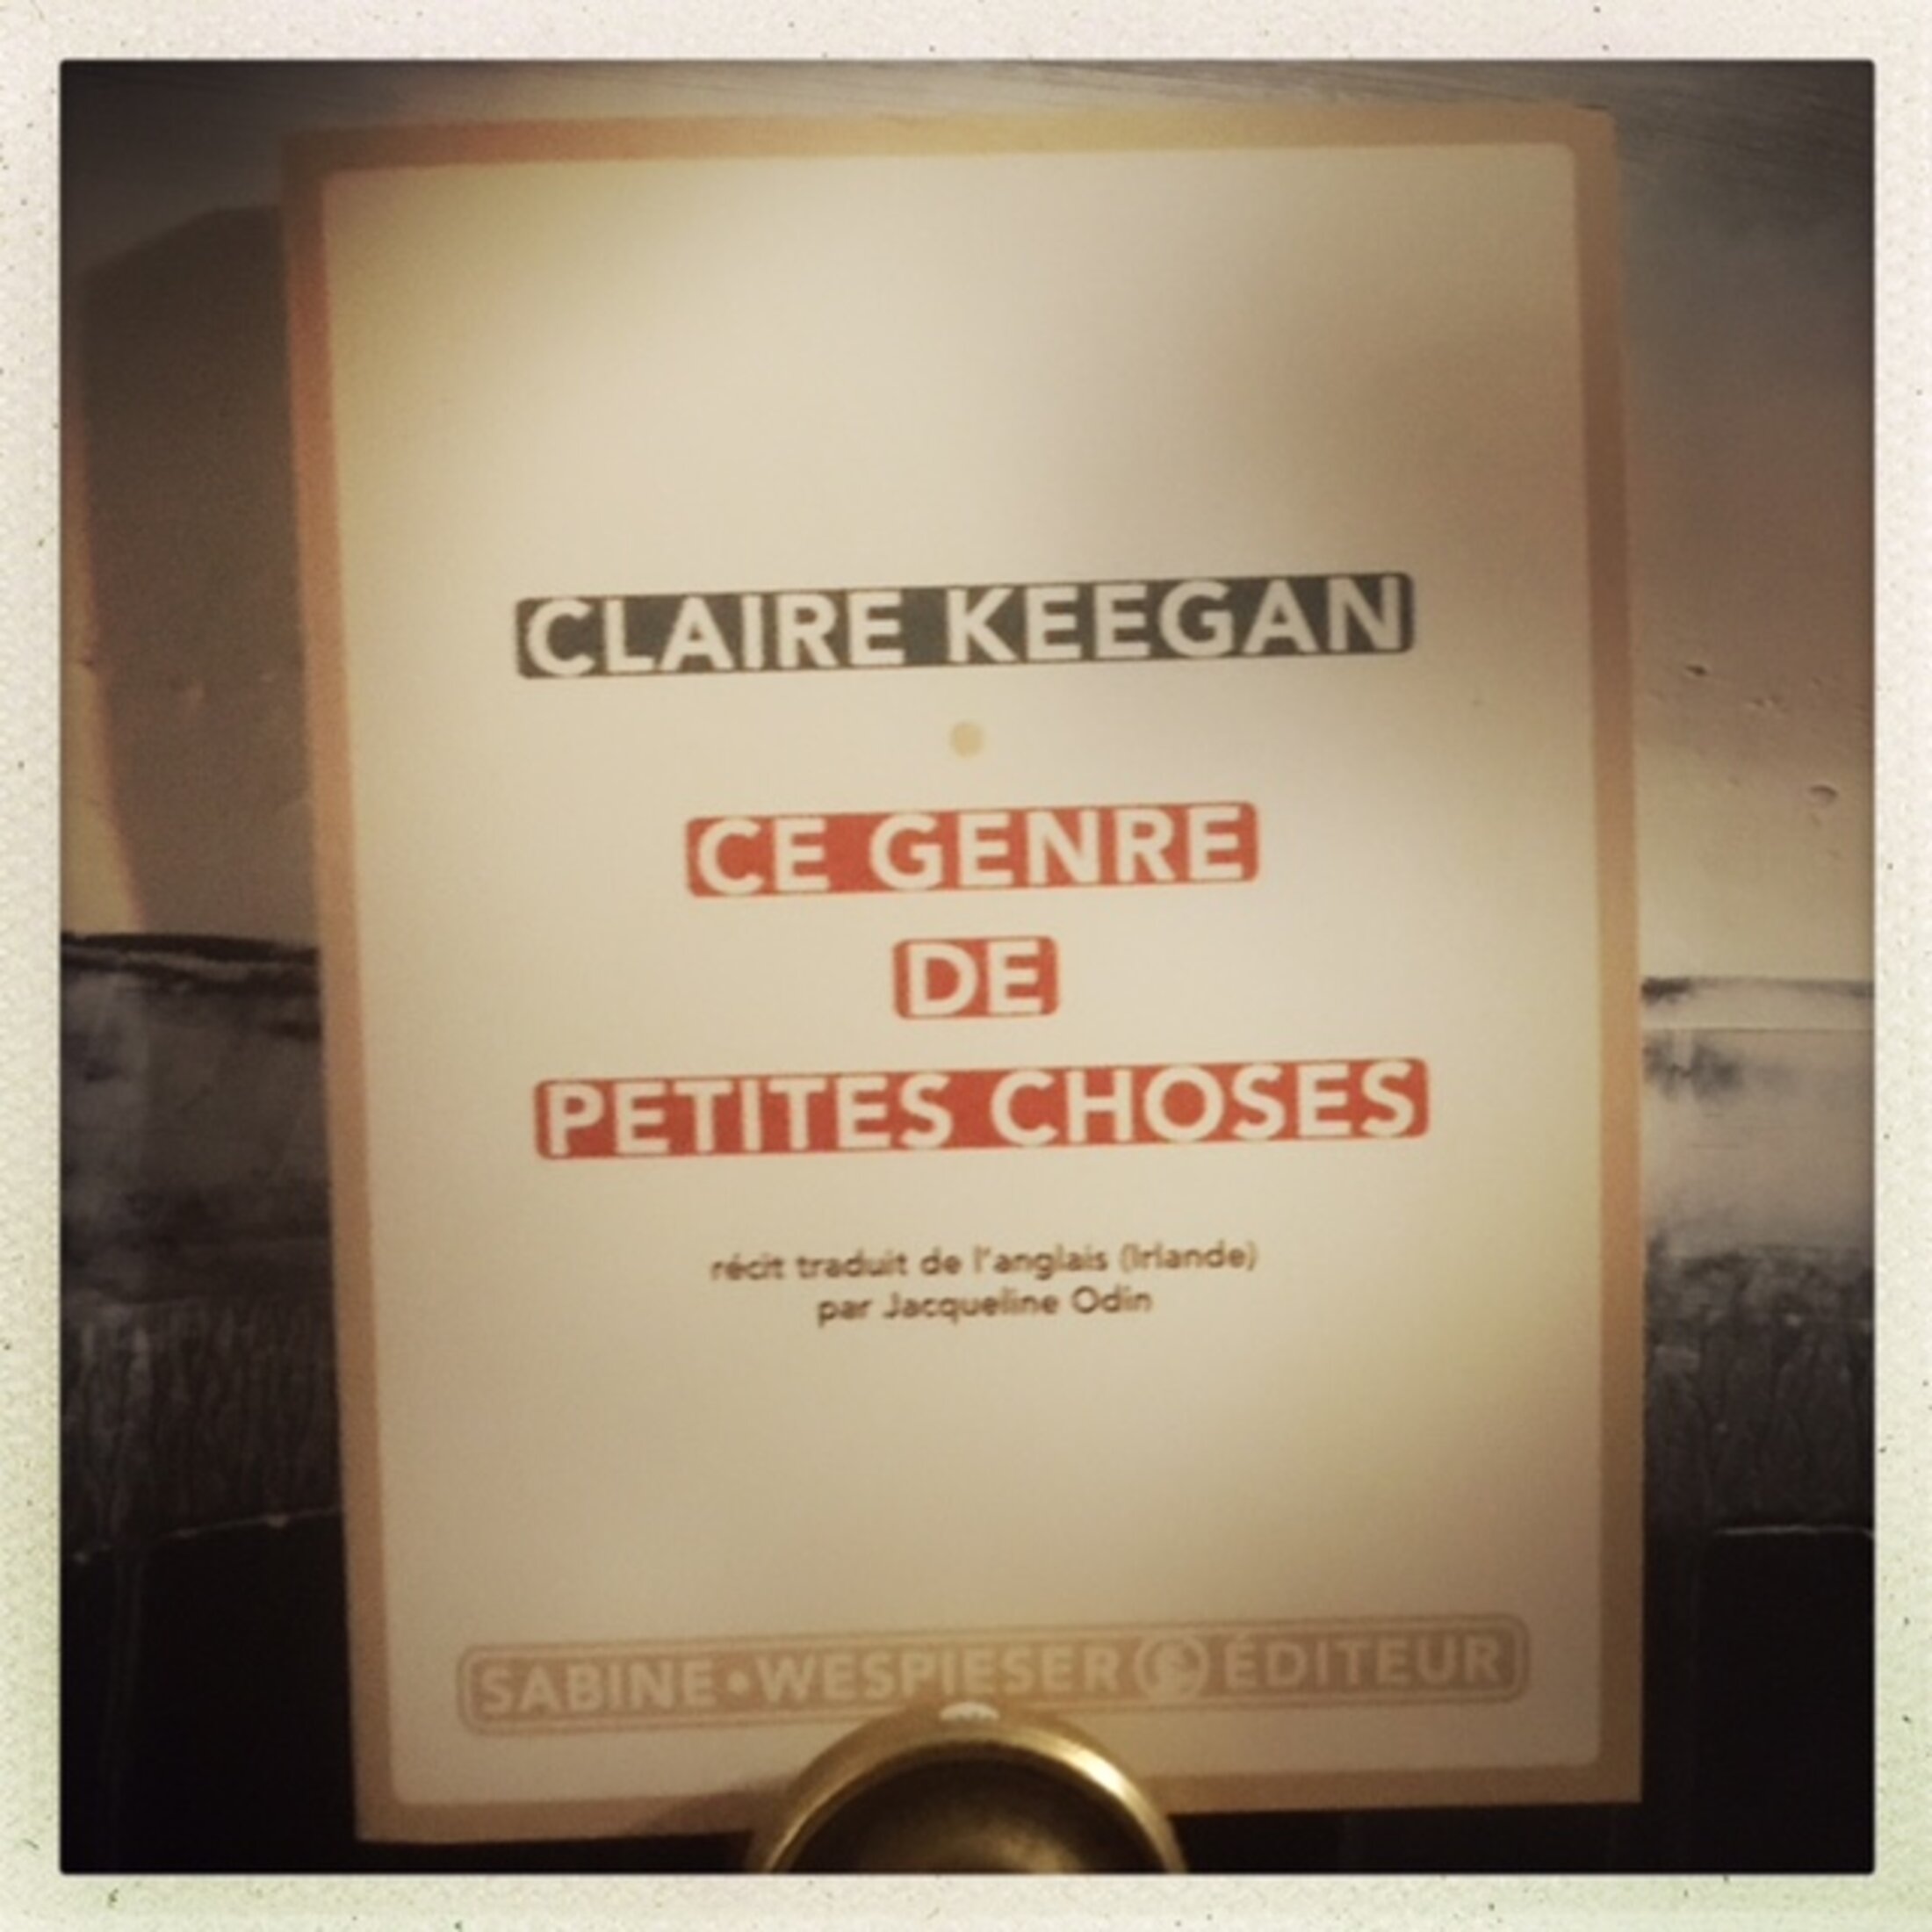 CLAIRE KEEGAN
CE GENRE
DE
PETITES CHOSES
récit traduit de l'anglais (Irlande)
par Jacqueline Odin
SABINE•WESPIESER ÉDITEUR